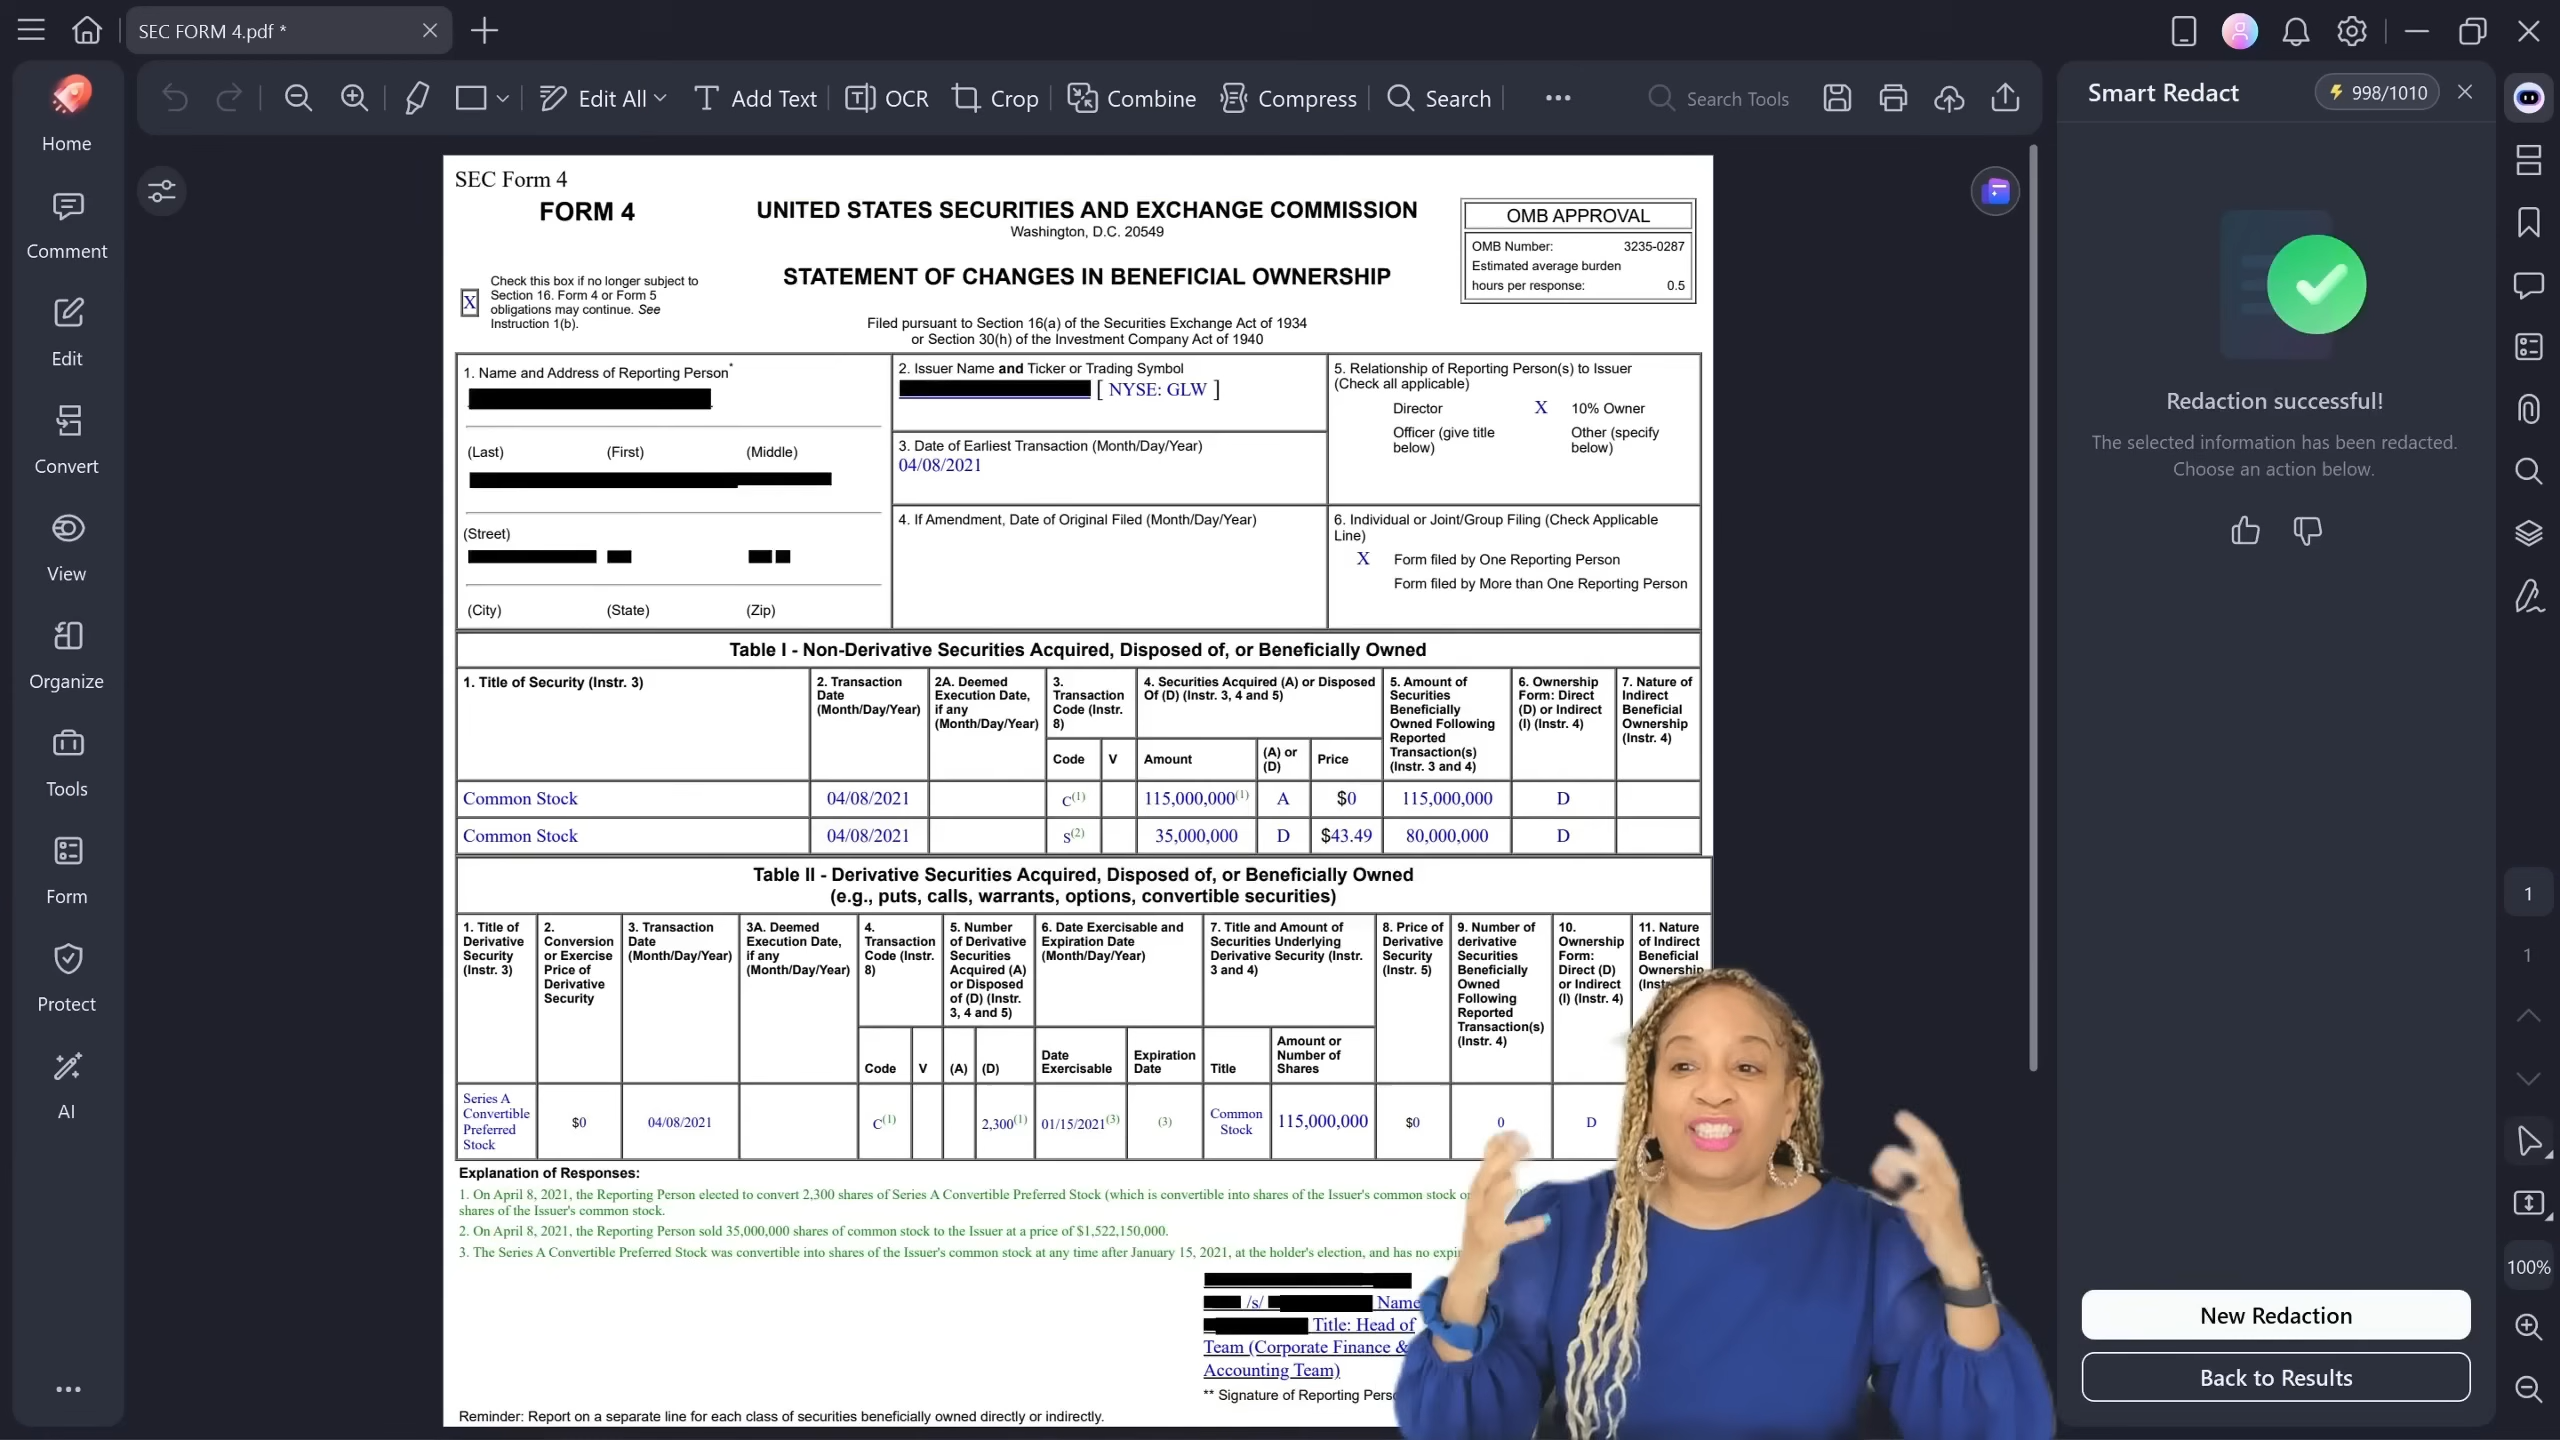 SEC FORM 4.pdf *
Edit All
Add Text
OCR
Crop
Combine
Compress
Search
Search Tools
Smart Redact
998/1010
Home
Comment
Edit
Convert
View
Organize
Tools
Form
Protect
AI
SEC Form 4
FORM 4
UNITED STATES SECURITIES AND EXCHANGE COMMISSION
Washington, D.C. 20549
STATEMENT OF CHANGES IN BENEFICIAL OWNERSHIP
OMB APPROVAL
OMB Number: 3235-0287
Estimated average burden
hours per response: 0.5
X
Check this box if no longer subject to
Section 16. Form 4 or Form 5
obligations may continue. See
Instruction 1(b).
Filed pursuant to Section 16(a) of the Securities Exchange Act of 1934
or Section 30(h) of the Investment Company Act of 1940
1. Name and Address of Reporting Person*
(Last) (First) (Middle)
(Street)
(City) (State) (Zip)
2. Issuer Name and Ticker or Trading Symbol
[ NYSE: GLW ]
3. Date of Earliest Transaction (Month/Day/Year)
04/08/2021
4. If Amendment, Date of Original Filed (Month/Day/Year)
5. Relationship of Reporting Person(s) to Issuer
(Check all applicable)
Director X 10% Owner
Officer (give title
below)
Other (specify
below)
6. Individual or Joint/Group Filing (Check Applicable
Line)
X Form filed by One Reporting Person
Form filed by More than One Reporting Person
Table I - Non-Derivative Securities Acquired, Disposed of, or Beneficially Owned
1. Title of Security (Instr. 3)
2. Transaction
Date
(Month/Day/Year)
2A. Deemed
Execution Date,
if any
(Month/Day/Year)
3.
Transaction
Code (Instr.
8)
4. Securities Acquired (A) or Disposed
Of (D) (Instr. 3, 4 and 5)
5. Amount of
Securities
Beneficially
Owned Following
Reported
Transaction(s)
(Instr. 3 and 4)
6. Ownership
Form: Direct
(D) or Indirect
(I) (Instr. 4)
7. Nature of
Indirect
Beneficial
Ownership
(Instr. 4)
Code V Amount (A) or
(D) Price
Common Stock 04/08/2021 C(1) 115,000,000(1) A $0 115,000,000 D
Common Stock 04/08/2021 S(2) 35,000,000 D $43.49 80,000,000 D
Table II - Derivative Securities Acquired, Disposed of, or Beneficially Owned
(e.g., puts, calls, warrants, options, convertible securities)
1. Title of
Derivative
Security
(Instr. 3)
2.
Conversion
or Exercise
Price of
Derivative
Security
3. Transaction
Date
(Month/Day/Year)
3A. Deemed
Execution Date,
if any
(Month/Day/Year)
4.
Transaction
Code (Instr.
8)
5. Number
of Derivative
Securities
Acquired (A)
or Disposed
of (D) (Instr.
3, 4 and 5)
6. Date Exercisable and
Expiration Date
(Month/Day/Year)
7. Title and Amount of
Securities Underlying
Derivative Security (Instr.
3 and 4)
8. Price of
Derivative
Security
(Instr. 5)
9. Number of
derivative
Securities
Beneficially
Owned
Following
Reported
Transaction(s)
(Instr. 4)
10.
Ownership
Form:
Direct (D)
or Indirect
(I) (Instr. 4)
11. Nature
of Indirect
Beneficial
Ownership
Code V (A) (D)
Date
Exercisable
Expiration
Date
Title
Amount or
Number of
Shares
Series A
Convertible
Preferred
Stock
$0 04/08/2021 C(1) 2,300(1) 01/15/2021(3) (3)
Common
Stock
115,000,000 $0 0 D
Explanation of Responses:
1. On April 8, 2021, the Reporting Person elected to convert 2,300 shares of Series A Convertible Preferred Stock (which is convertible into shares of the Issuer's common stock
shares of the Issuer's common stock.
2. On April 8, 2021, the Reporting Person sold 35,000,000 shares of common stock to the Issuer at a price of $1,522,150,000.
3. The Series A Convertible Preferred Stock was convertible into shares of the Issuer's common stock at any time after January 15, 2021, at the holder's election, and has no
/s/ Name
Title: Head of
Team (Corporate Finance &
Accounting Team)
** Signature of Reporting
Reminder: Report on a separate line for each class of securities beneficially owned directly or indirectly.
Redaction successful!
The selected information has been redacted.
Choose an action below.
New Redaction
Back to Results
1
1
100%